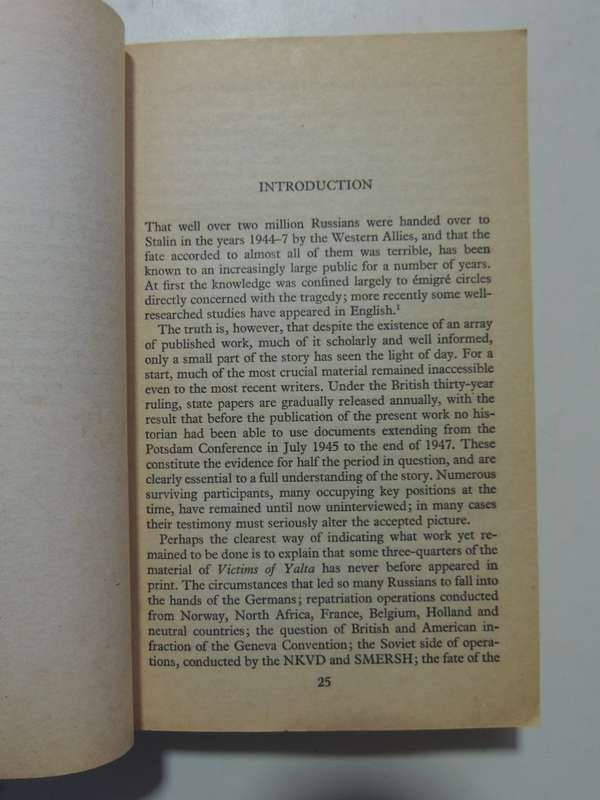 INTRODUCTION
That well over two million Russians were handed over to
Stalin in the years 1944–7 by the Western Allies, and that the
fate accorded to almost all of them was terrible, has been
known to an increasingly large public for a number of years.
At first the knowledge was confined largely to émigré circles
directly concerned with the tragedy; more recently some well-
researched studies have appeared in English.¹
The truth is, however, that despite the existence of an array
of published work, much of it scholarly and well informed,
only a small part of the story has seen the light of day. For a
start, much of the most crucial material remained inaccessible
even to the most recent writers. Under the British thirty-year
ruling, state papers are gradually released annually, with the
result that before the publication of the present work no his-
torian had been able to use documents extending from the
Potsdam Conference in July 1945 to the end of 1947. These
constitute the evidence for half the period in question, and are
clearly essential to a full understanding of the story. Numerous
surviving participants, many occupying key positions at the
time, have remained until now uninterviewed; in many cases
their testimony must seriously alter the accepted picture.
Perhaps the clearest way of indicating what work yet re-
mained to be done is to explain that some three-quarters of the
material of Victims of Yalta has never before appeared in
print. The circumstances that led so many Russians to fall into
the hands of the Germans; repatriation operations conducted
from Norway, North Africa, France, Belgium, Holland and
neutral countries; the question of British and American in-
fraction of the Geneva Convention; the Soviet side of opera-
tions, conducted by the NKVD and SMERSH; the fate of the
25